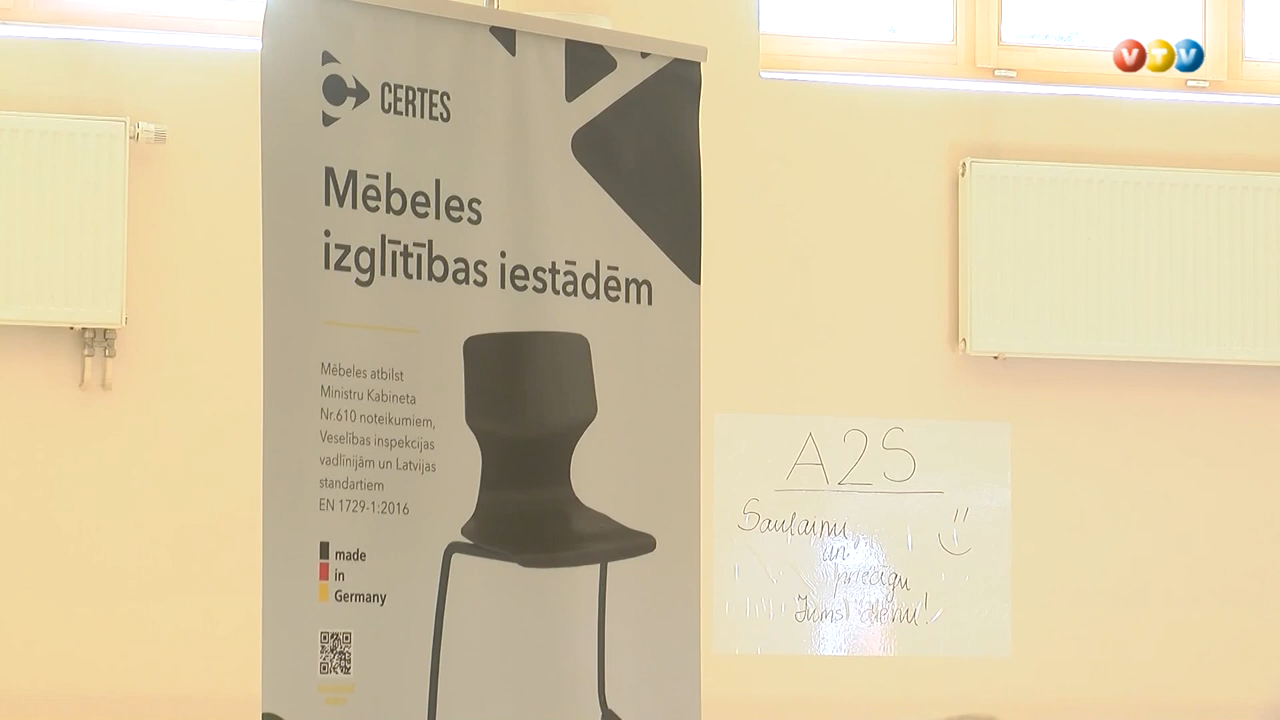 VTV
CERTES
Mēbeles
izglītības iestādēm
Mēbeles atbilst
Ministru Kabineta
Nr.610 noteikumiem,
Veselības inspekcijas
vadlīnijām un Latvijas
standartiem
EN 1729-1:2016
made
in
Germany
A2S
Saulainu
un
priecīgu
Jums dienu!